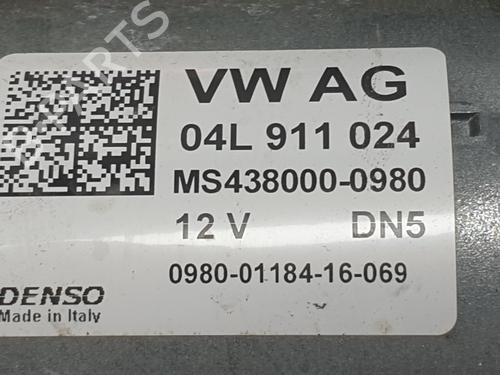 VW AG
04L 911 024
MS438000-0980
12 V DN5
0980-01184-16-069
DENSO
Made in Italy